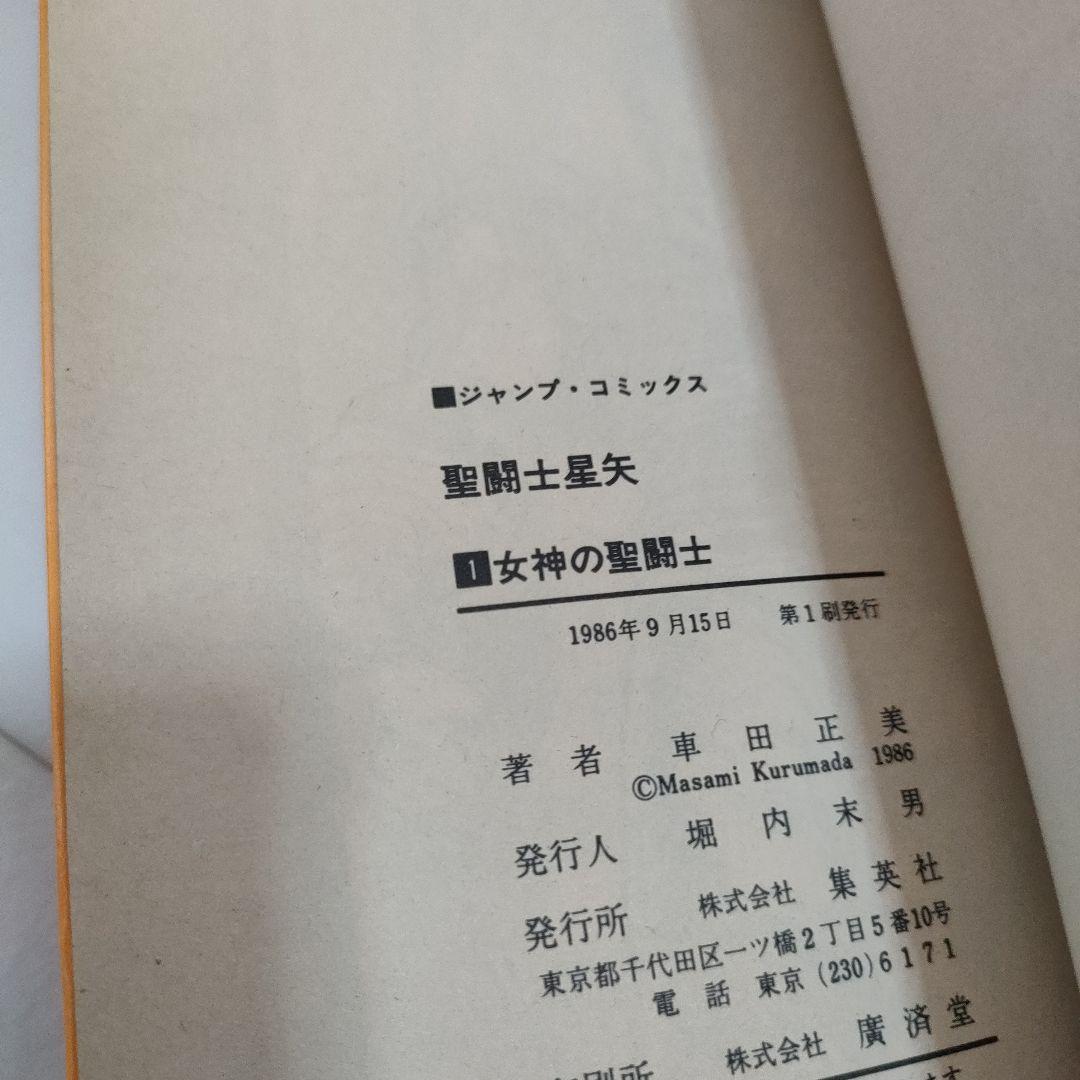 ■ジャンプ・コミックス
聖闘士星矢
1女神の聖闘士
1986年9月15日 第1刷発行
著者 車田正美
©Masami Kurumada 1986
発行人 堀内末男
発行所 株式会社 集英社
東京都千代田区一ツ橋2丁目5番10号
電話 東京(230)6171
株式会社 廣済堂